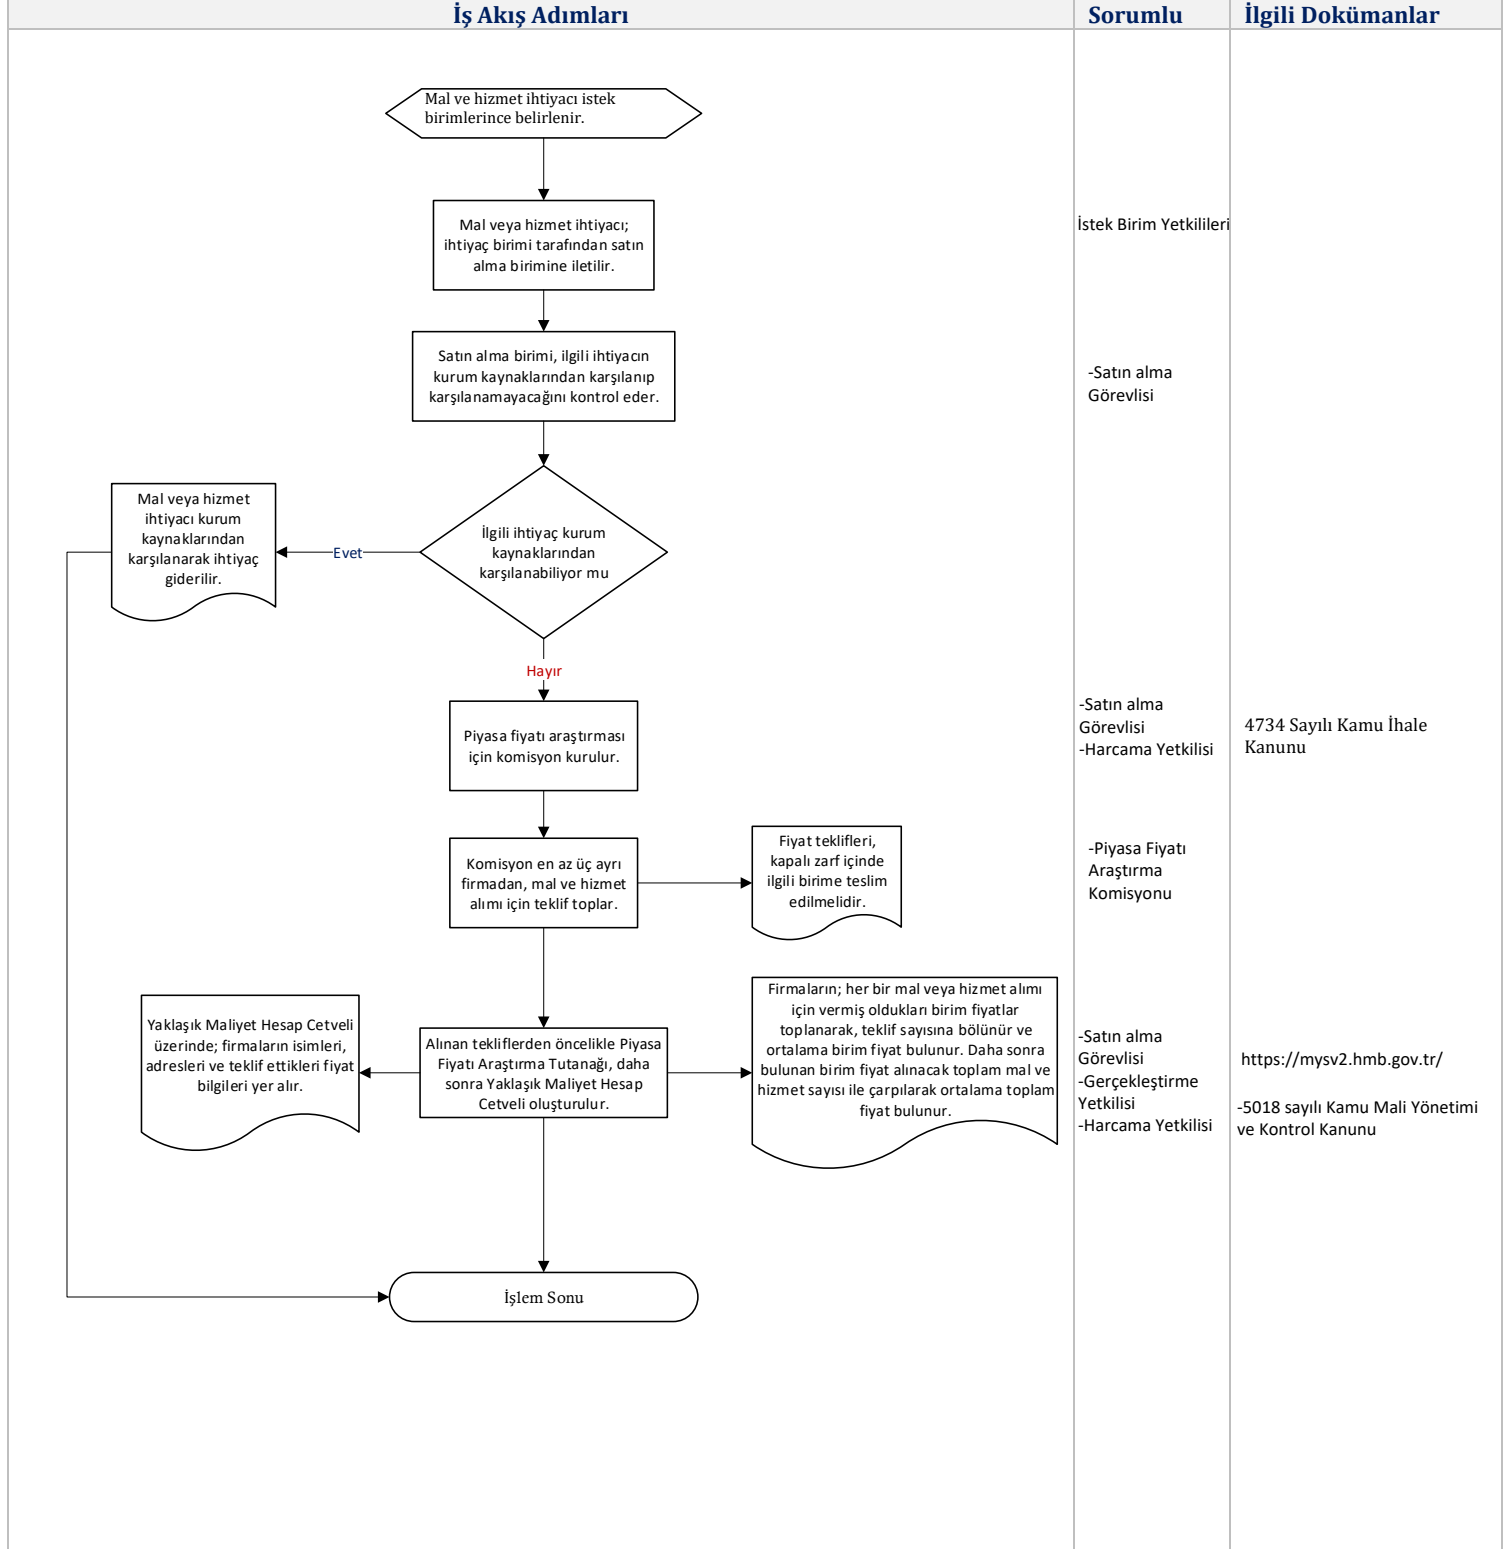 İş Akış Adımları
Sorumlu
İlgili Dokümanlar
Mal ve hizmet ihtiyacı istek
birimlerince belirlenir.
Mal veya hizmet ihtiyacı;
ihtiyaç birimi tarafından satın
alma birimine iletilir.
İstek Birim Yetkilileri
Satın alma birimi, ilgili ihtiyacın
kurum kaynaklarından karşılanıp
karşılanamayacağını kontrol eder.
-Satın alma
Görevlisi
Mal veya hizmet
ihtiyacı kurum
kaynaklarından
karşılanarak ihtiyaç
giderilir.
Evet
İlgili ihtiyaç kurum
kaynaklarından
karşılanabiliyor mu
Hayır
Piyasa fiyatı araştırması
için komisyon kurulur.
-Satın alma
Görevlisi
-Harcama Yetkilisi
4734 Sayılı Kamu İhale
Kanunu
Komisyon en az üç ayrı
firmadan, mal ve hizmet
alımı için teklif toplar.
Fiyat teklifleri,
kapalı zarf içinde
ilgili birime teslim
edilmelidir.
-Piyasa Fiyatı
Araştırma
Komisyonu
Yaklaşık Maliyet Hesap Cetveli
üzerinde; firmaların isimleri,
adresleri ve teklif ettikleri fiyat
bilgileri yer alır.
Alınan tekliflerden öncelikle Piyasa
Fiyatı Araştırma Tutanağı, daha
sonra Yaklaşık Maliyet Hesap
Cetveli oluşturulur.
Firmaların; her bir mal veya hizmet alımı
için vermiş oldukları birim fiyatlar
toplanarak, teklif sayısına bölünür ve
ortalama birim fiyat bulunur. Daha sonra
bulunan birim fiyat alınacak toplam mal ve
hizmet sayısı ile çarpılarak ortalama toplam
fiyat bulunur.
-Satın alma
Görevlisi
-Gerçekleştirme
Yetkilisi
-Harcama Yetkilisi
https://mysv2.hmb.gov.tr/
-5018 sayılı Kamu Mali Yönetimi
ve Kontrol Kanunu
İşlem Sonu